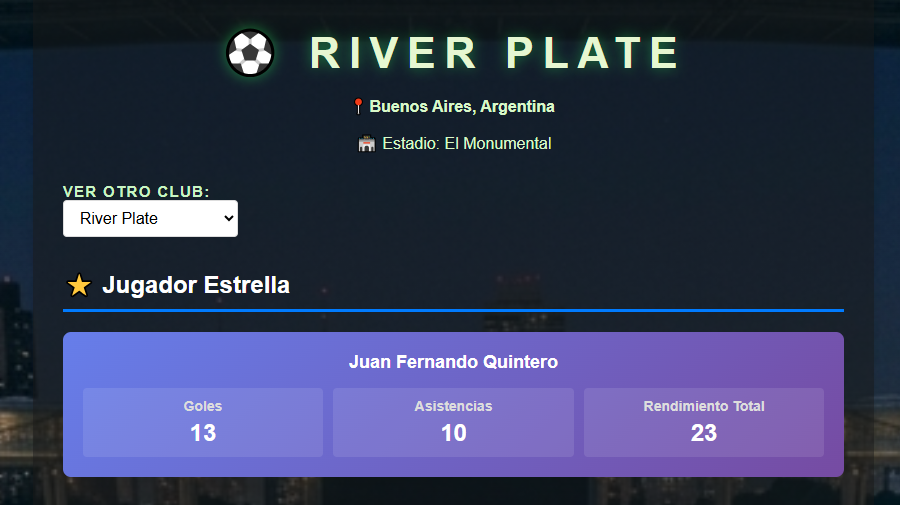 RIVER PLATE
Buenos Aires, Argentina
Estadio: El Monumental
VER OTRO CLUB:
River Plate
Jugador Estrella
Juan Fernando Quintero
Goles
13
Asistencias
10
Rendimiento Total
23